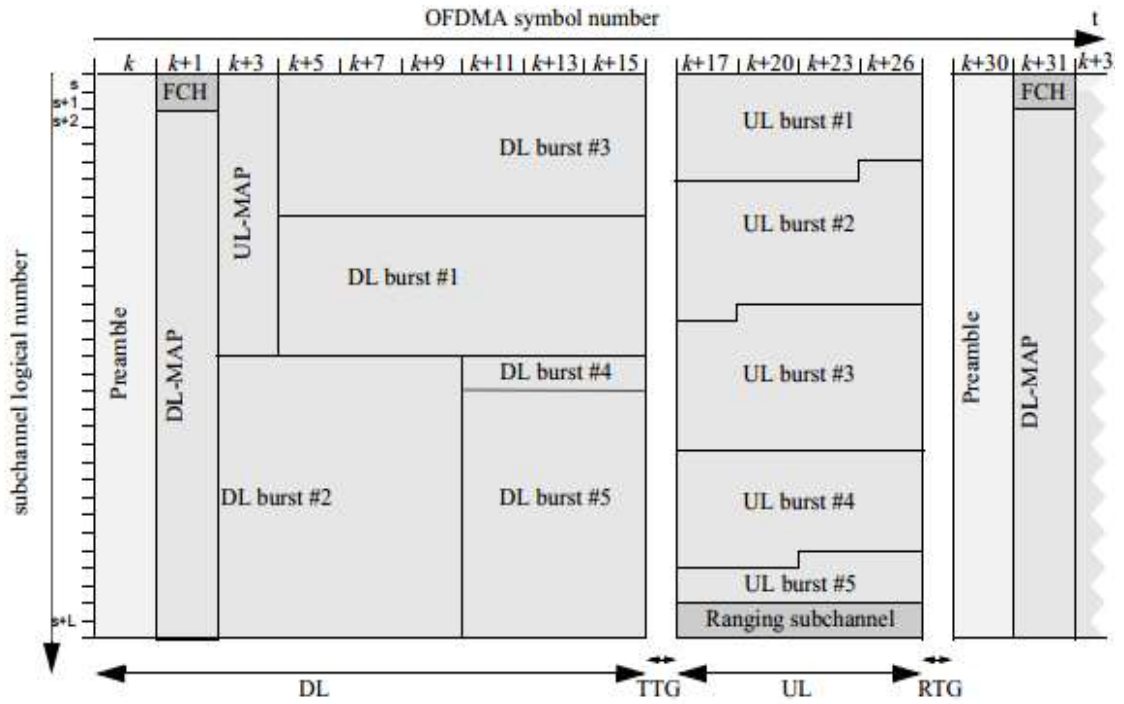 OFDMA symbol number
t
k k+1 k+3 k+5 k+7 k+9 k+11 k+13 k+15 k+17 k+20 k+23 k+26 k+30 k+31 k+3
s
s+1
s+2
s+L
subchannel logical number
Preamble
FCH
DL-MAP
UL-MAP
DL burst #3
DL burst #1
DL burst #4
DL burst #2
DL burst #5
UL burst #1
UL burst #2
UL burst #3
UL burst #4
UL burst #5
Ranging subchannel
Preamble
FCH
DL-MAP
DL TTG UL RTG